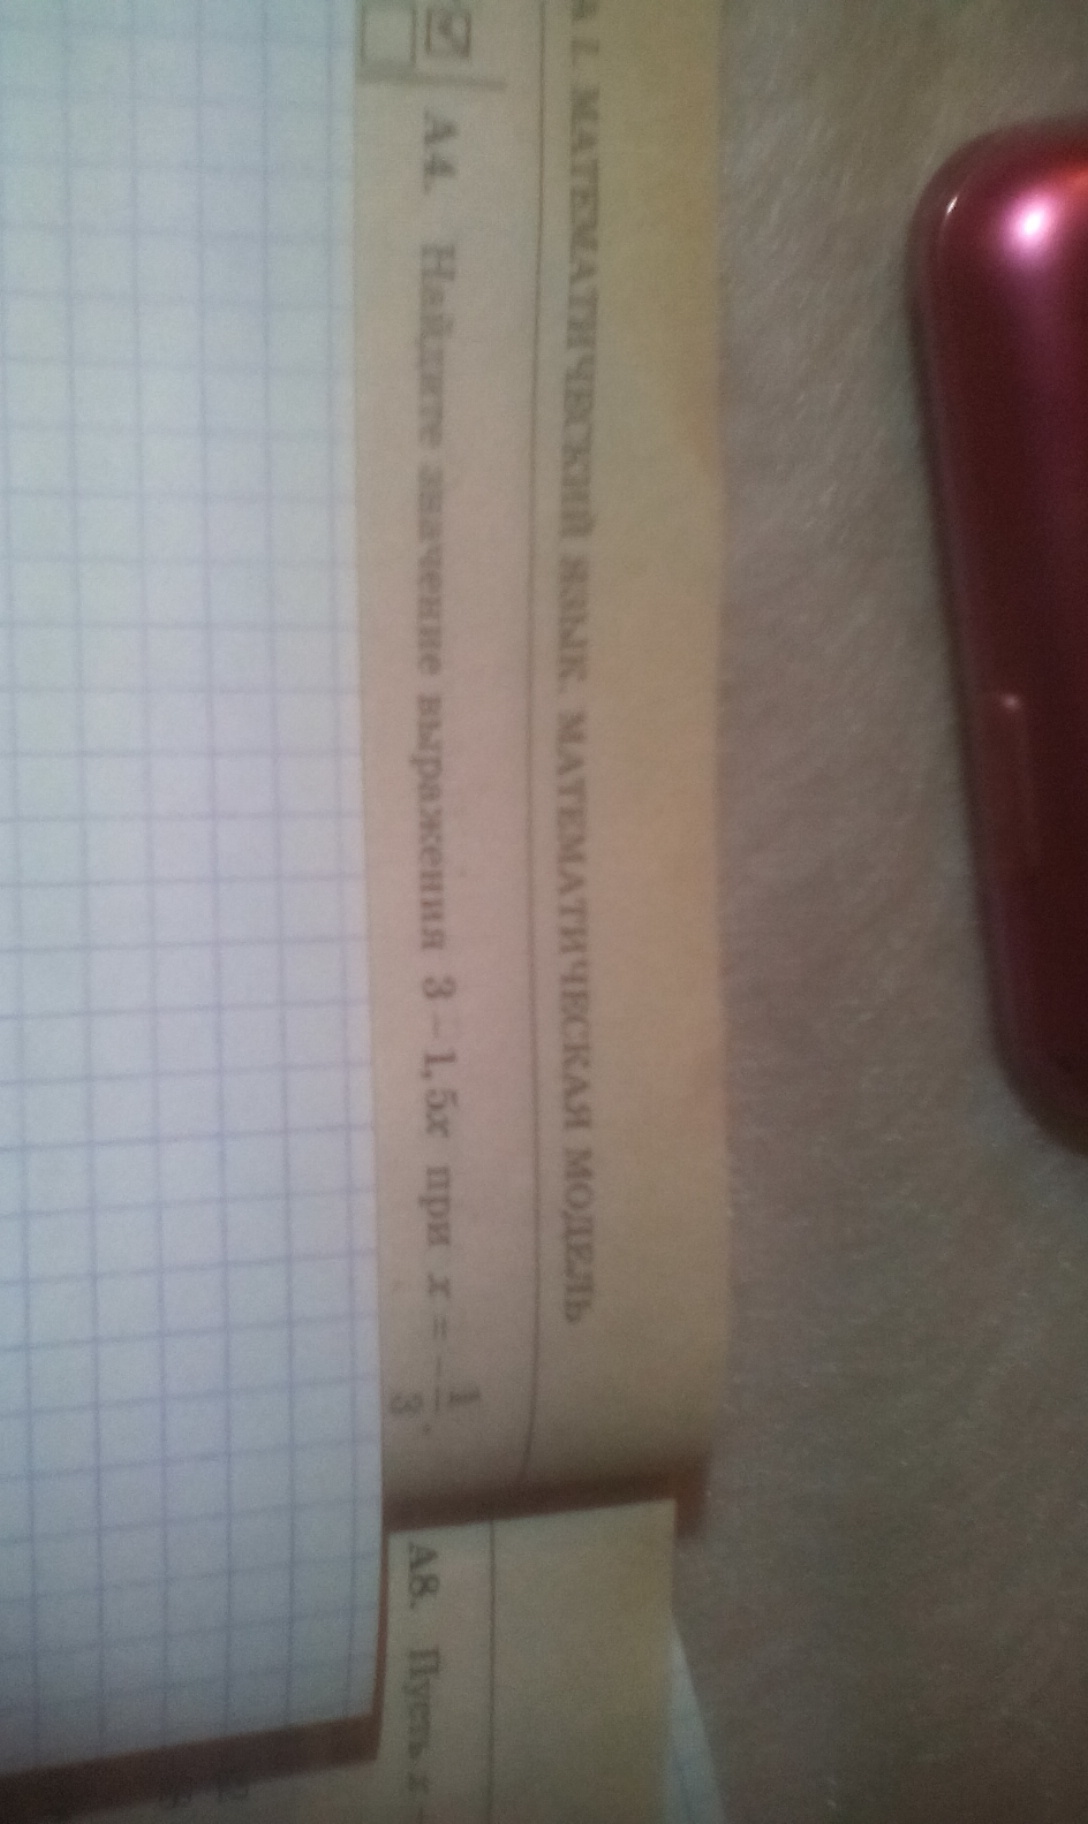 1. МАТЕМАТИЧЕСКИЙ ЯЗЫК. МАТЕМАТИЧЕСКАЯ МОДЕЛЬ
А4. Найдите значение выражения 3 – 1,5x при x = –1/3.
А8. Пусть x